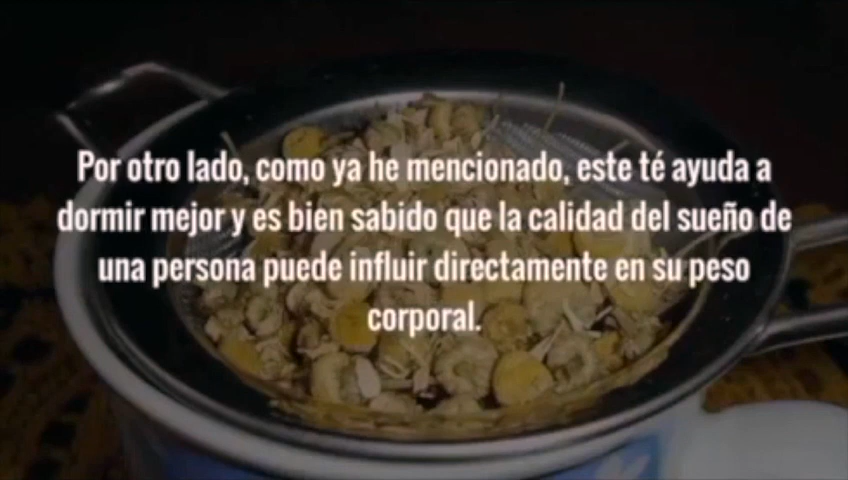 Por otro lado, como ya he mencionado, este té ayuda a
dormir mejor y es bien sabido que la calidad del sueño de
una persona puede influir directamente en su peso
corporal.